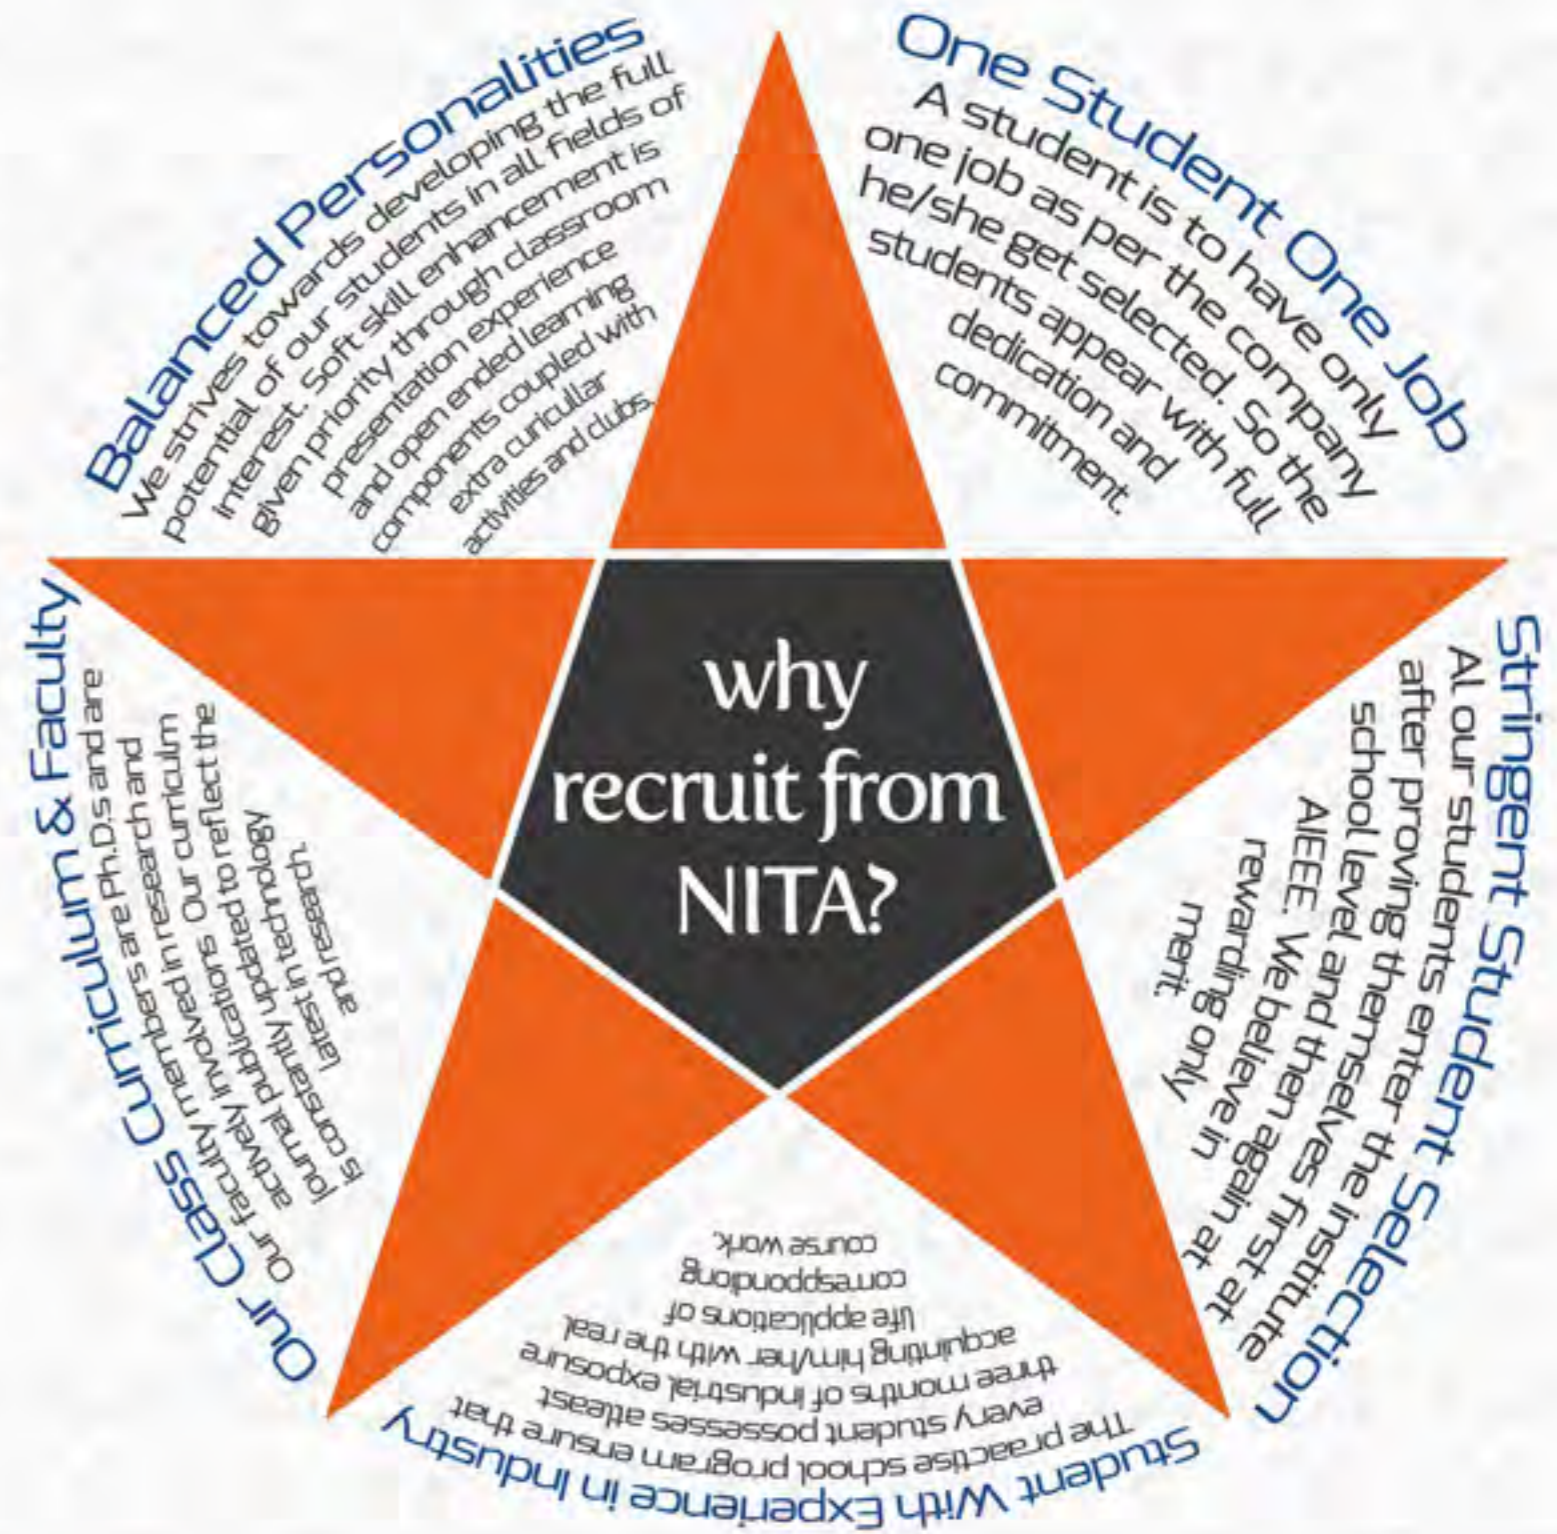 why
recruit from
NITA?
One Student One Job
A student is to have only
one job as per the company
he/she get selected. So the
students appear with full
dedication and
commitment.
Stringent Student Selection
Al our students enter the institute
after proving themselves first at
school level and then again at
AIEEE. We believe in
rewarding only
merit.
Student With Experience in Industry
The praactise school program ensure that
every student possesses atleast
three months of industrial exposure
acquinting him/her with the real
life applications of
corresponding
course work.
Our Class Curriculum & Faculty
Our faculty members are Ph.D.s and are
actively involved in research and
journal publications. Our curriculm
is constantly updated to reflect the
latest in technology
and research.
Balanced Personalities
We strives towards developing the full
potential of our students in all fields of
interest. Soft skill enhancement is
given priority through classroom
presentation experience
and open ended learning
components coupled with
extra curicullar
activities and clubs.